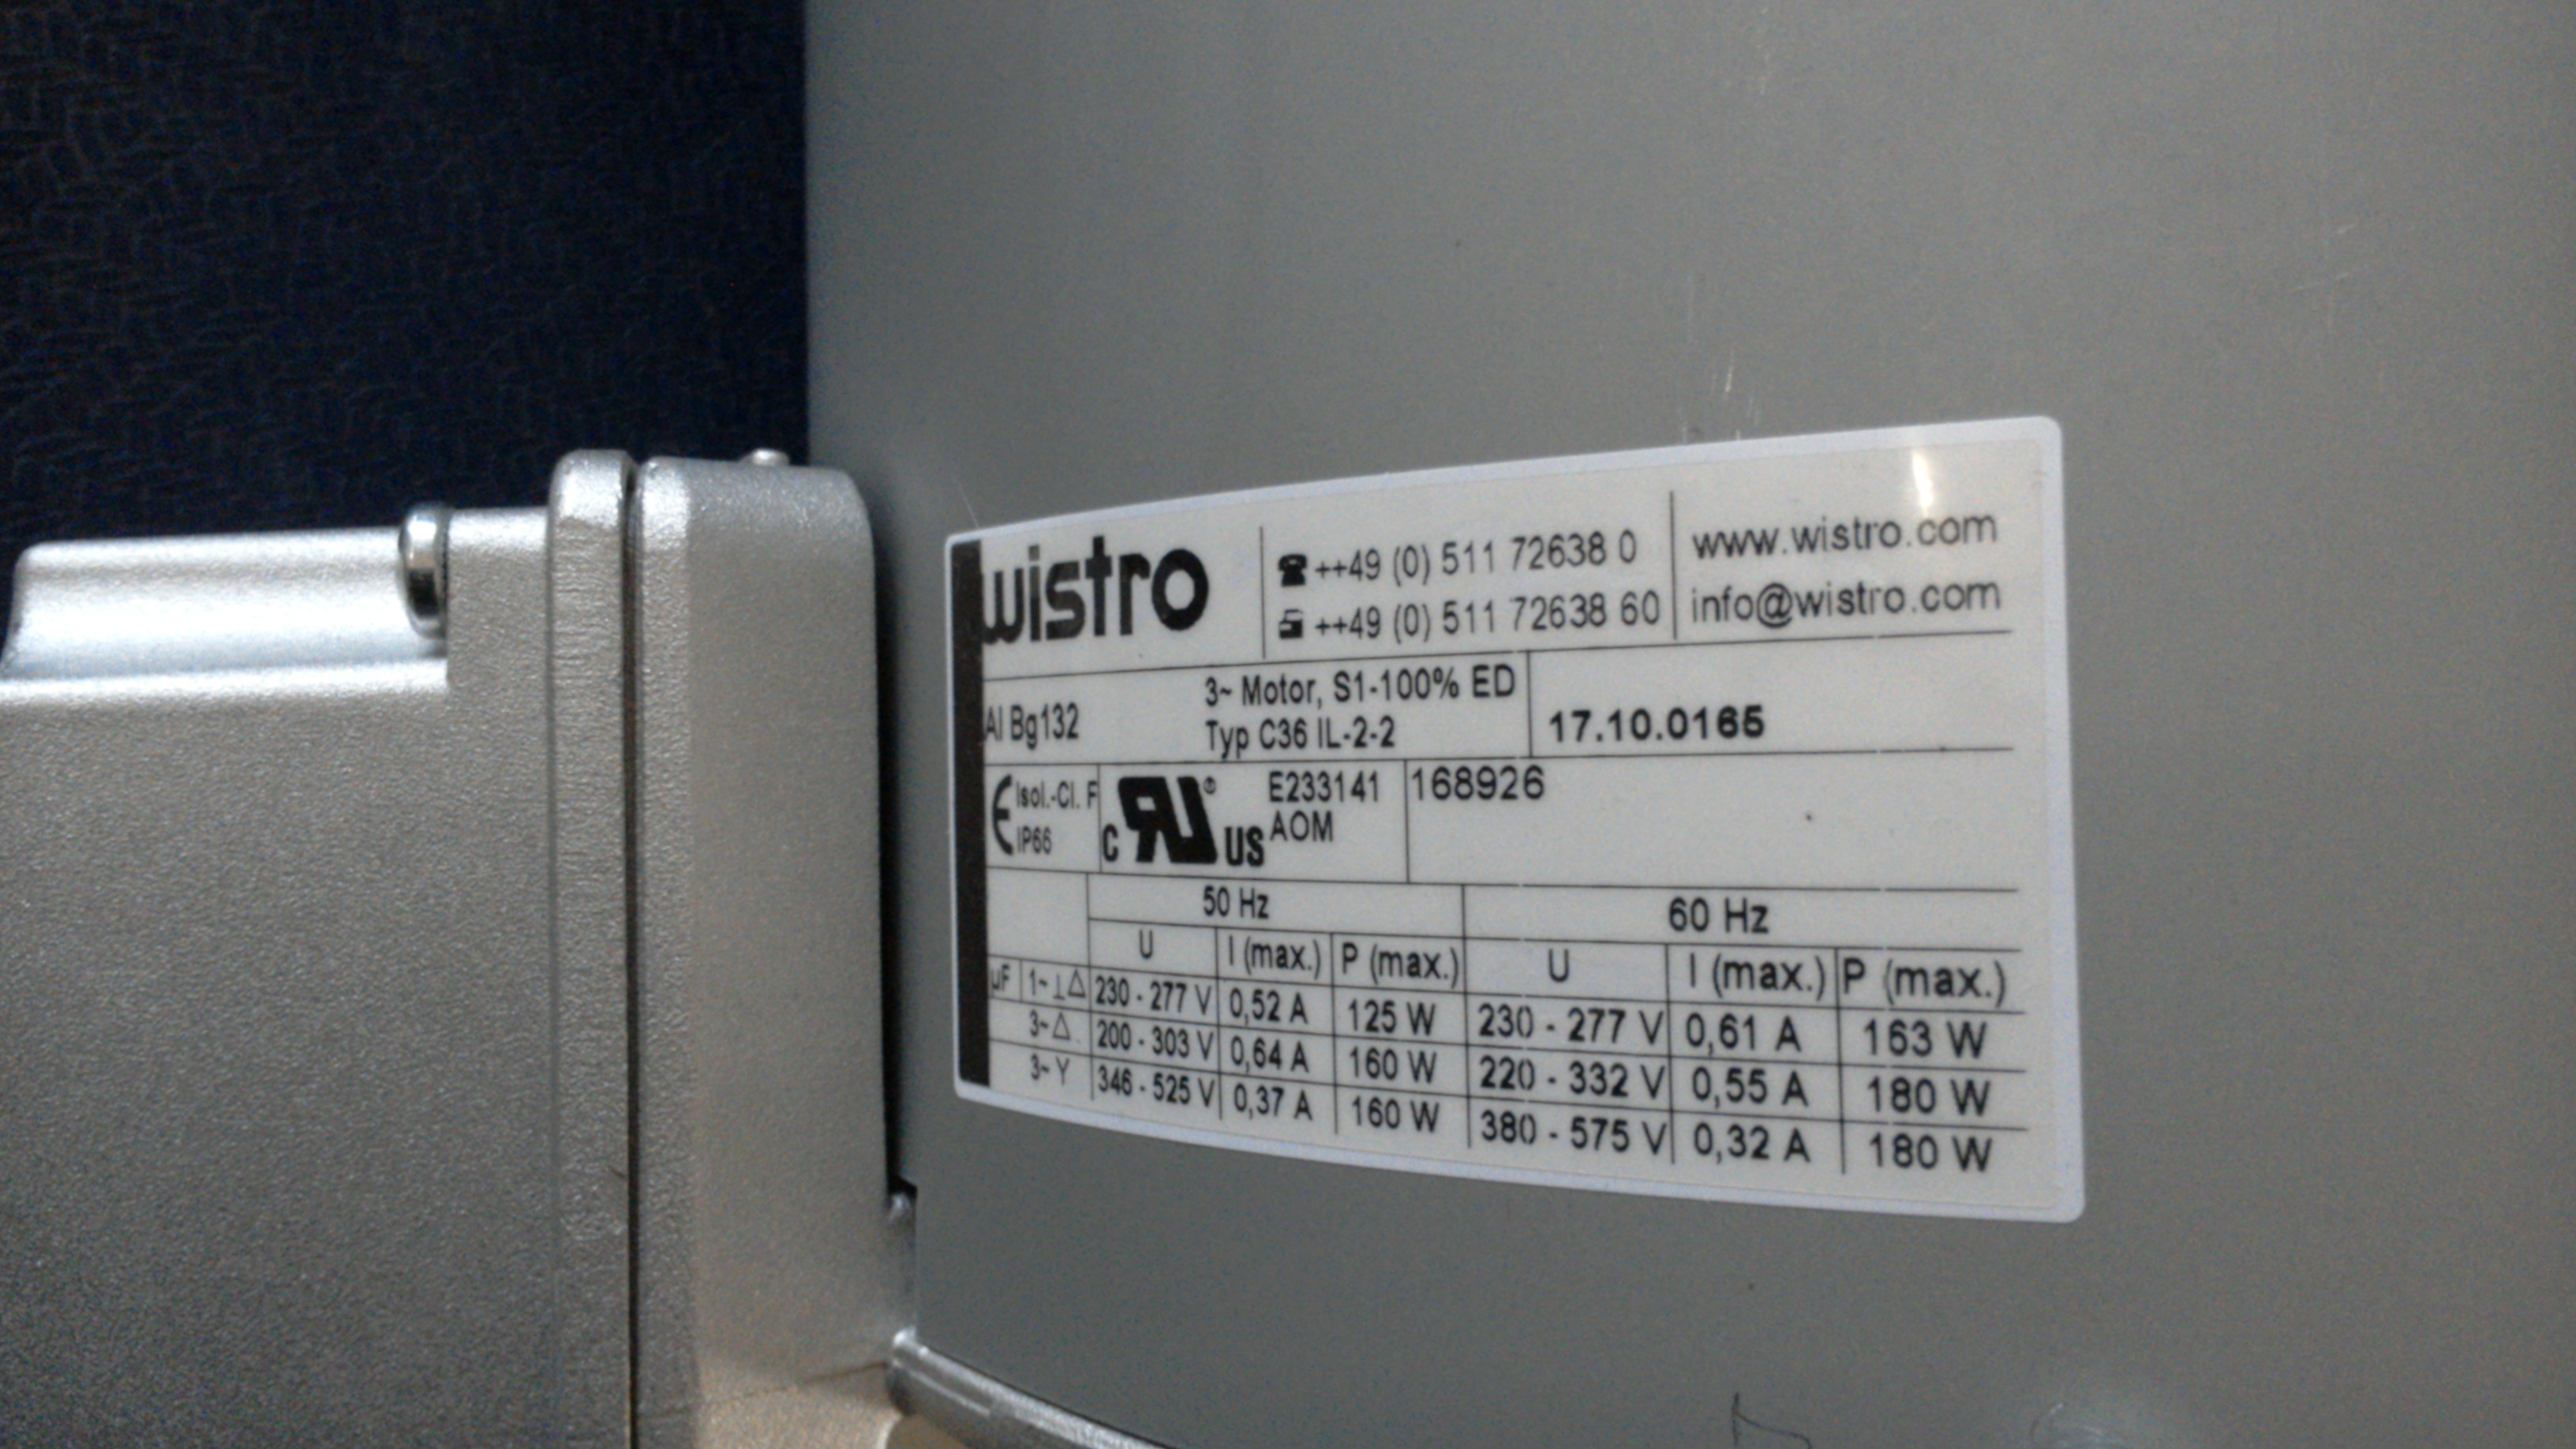 wistro
++49 (0) 511 72638 0
++49 (0) 511 72638 60
www.wistro.com
info@wistro.com
Al Bg132
3~ Motor, S1-100% ED
Typ C36 IL-2-2
17.10.0165
CE Isol.-Cl. F
IP66
C RU ® US
E233141
AOM
168926
50 Hz 60 Hz
U I (max.) P (max.) U I (max.) P (max.)
µF 1~ ⊥△ 230 - 277 V 0,52 A 125 W 230 - 277 V 0,61 A 163 W
3~ △ 200 - 303 V 0,64 A 160 W 220 - 332 V 0,55 A 180 W
3~ Y 346 - 525 V 0,37 A 160 W 380 - 575 V 0,32 A 180 W